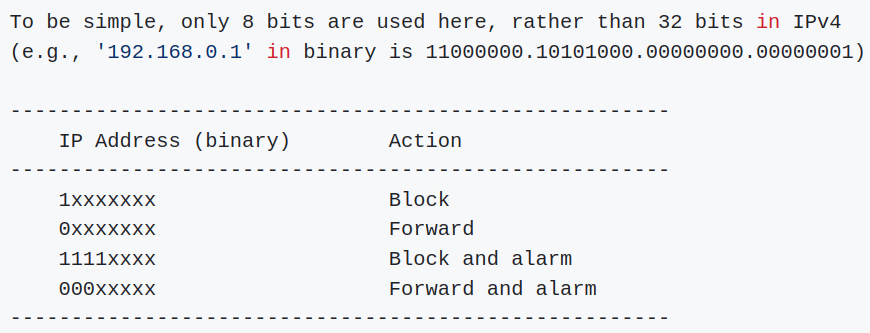 To be simple, only 8 bits are used here, rather than 32 bits in IPv4
(e.g., '192.168.0.1' in binary is 11000000.10101000.00000000.00000001)
------------------------------------------------------
IP Address (binary)        Action
------------------------------------------------------
1xxxxxxx                   Block
0xxxxxxx                   Forward
1111xxxx                   Block and alarm
000xxxxx                   Forward and alarm
------------------------------------------------------